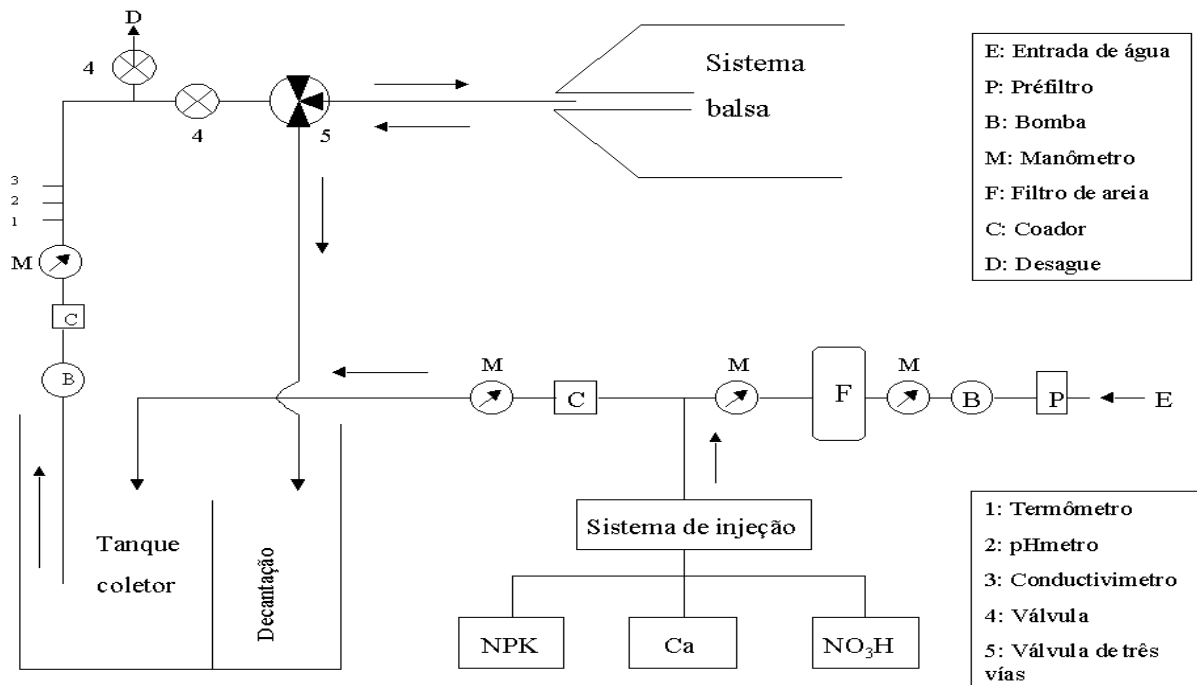 D
4
4
5
Sistema
balsa
E: Entrada de água
P: Préfiltro
B: Bomba
M: Manômetro
F: Filtro de areia
C: Coador
D: Desague
3
2
1
M
C
B
M
C
M
F
M
B
P
E
Tanque
coletor
Decantação
Sistema de injeção
NPK
Ca
NO₃H
1: Termômetro
2: pHmetro
3: Conductivimetro
4: Válvula
5: Válvula de três
vías